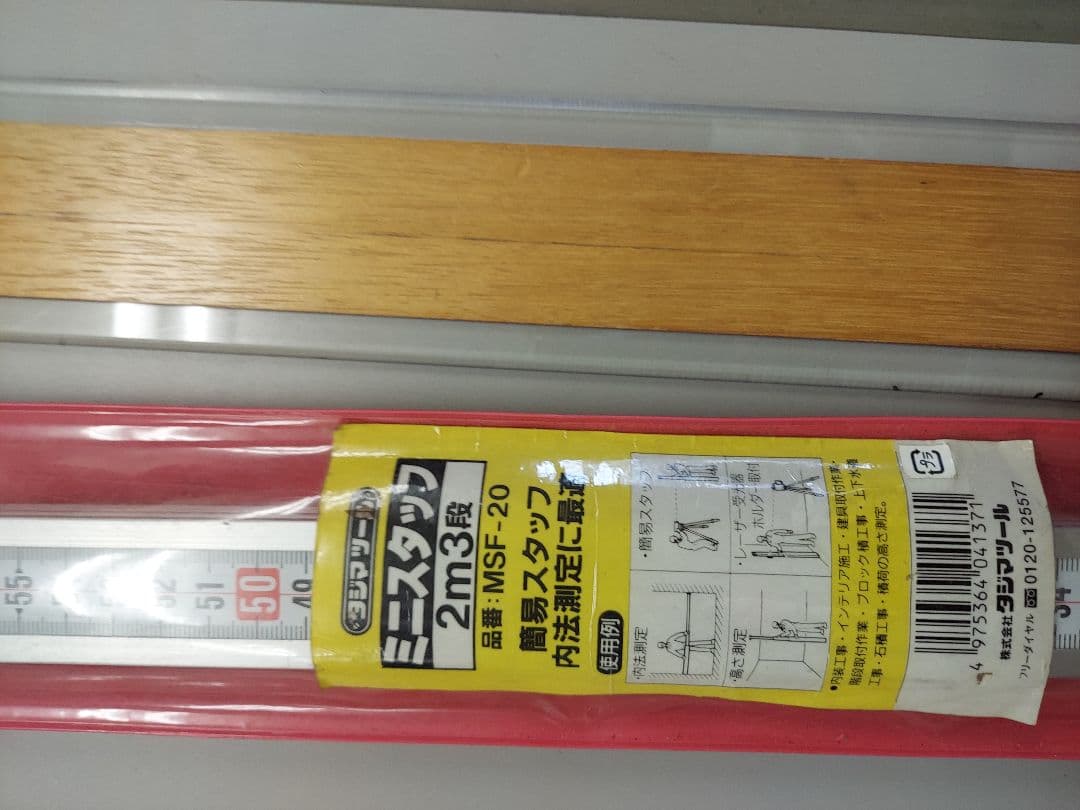 タジマツール
ミニスタッフ
2m3段
品番:MSF-20
簡易スタッフ
内法測定に最適
使用例
・内法測定
・簡易スタッフ
・高さ測定
・レーザー受光器
ホルダー取付
●内装工事・インテリア施工・建具取付作業・
階段取付作業・ブロック積工事・上下水道
工事・石積工事・積荷の高さ測定。
プラ
4 975364 041371
株式会社 タジマツール
フリーダイヤル 0120-125577
55
52
51
50
49
34